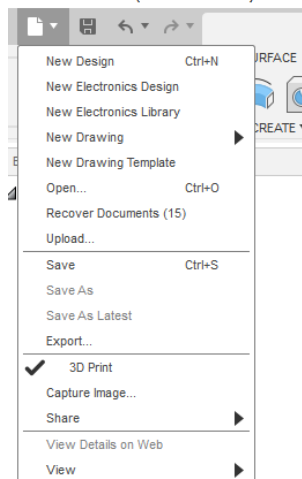 RFACE
New Design Ctrl+N
New Electronics Design
New Electronics Library
CREATE
New Drawing
New Drawing Template
Open... Ctrl+O
Recover Documents (15)
Upload...
Save Ctrl+S
Save As
Save As Latest
Export...
3D Print
Capture Image...
Share
View Details on Web
View